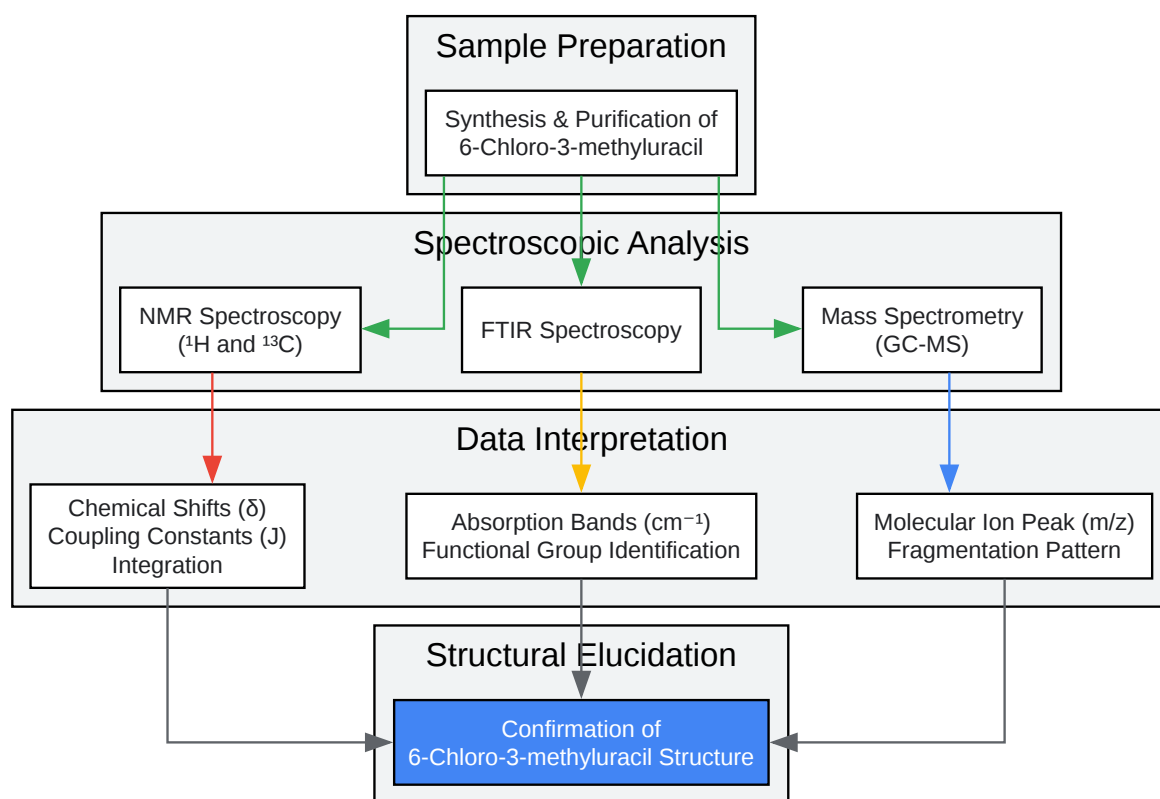 Sample Preparation
Synthesis & Purification of
6-Chloro-3-methyluracil
Spectroscopic Analysis
NMR Spectroscopy
(¹H and ¹³C)
FTIR Spectroscopy
Mass Spectrometry
(GC-MS)
Data Interpretation
Chemical Shifts (δ)
Coupling Constants (J)
Integration
Absorption Bands (cm⁻¹)
Functional Group Identification
Molecular Ion Peak (m/z)
Fragmentation Pattern
Structural Elucidation
Confirmation of
6-Chloro-3-methyluracil Structure